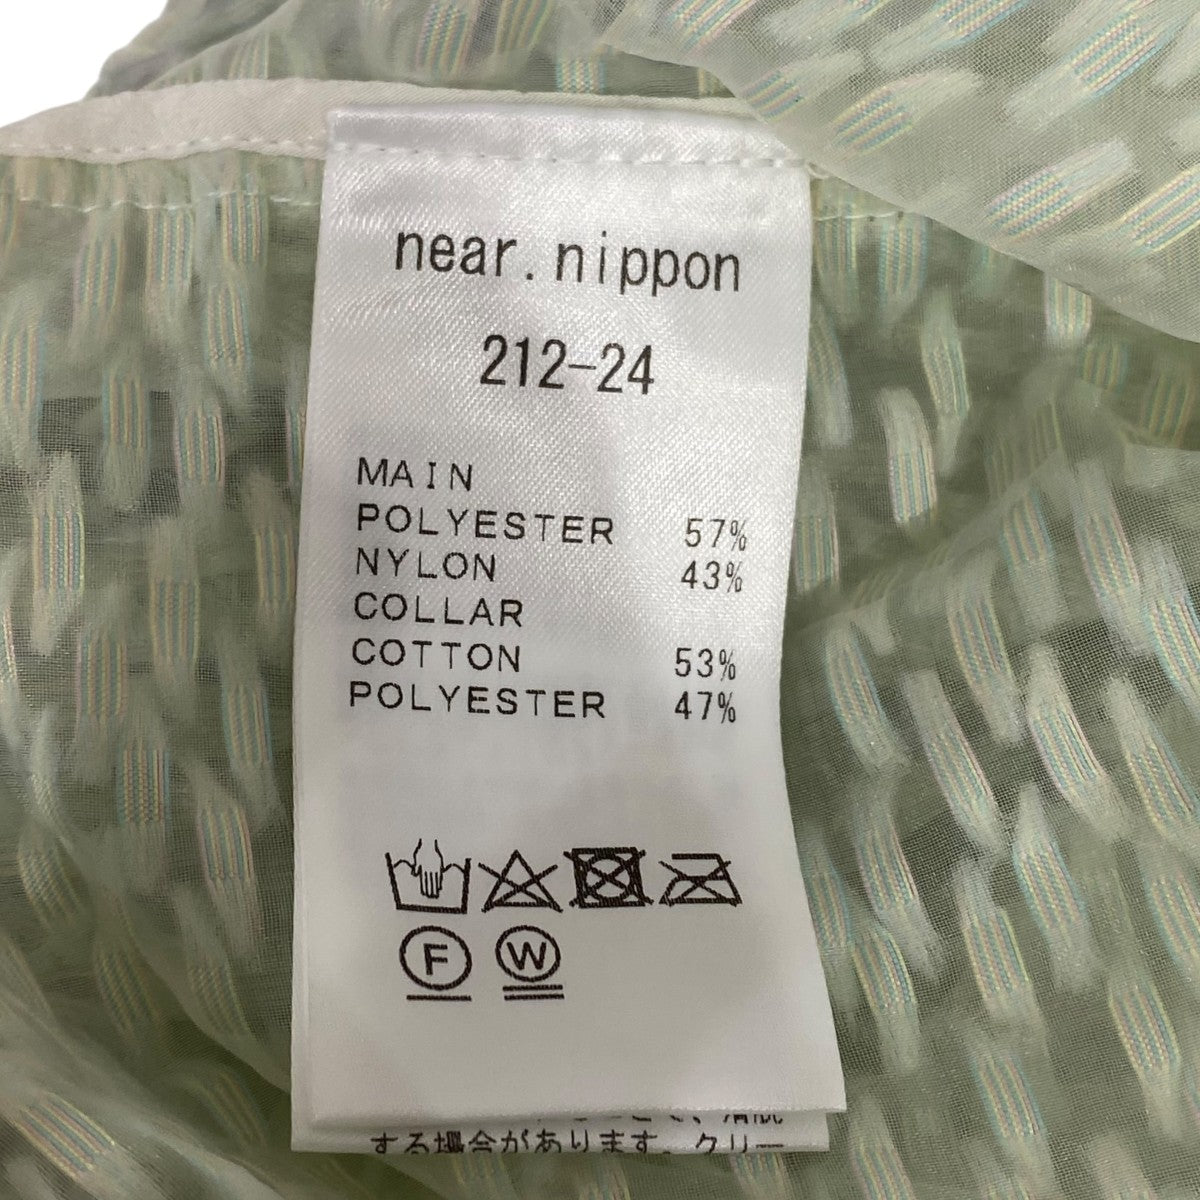 near.nippon
212-24
MAIN
POLYESTER 57%
NYLON 43%
COLLAR
COTTON 53%
POLYESTER 47%
F W
する場合があります。クリー